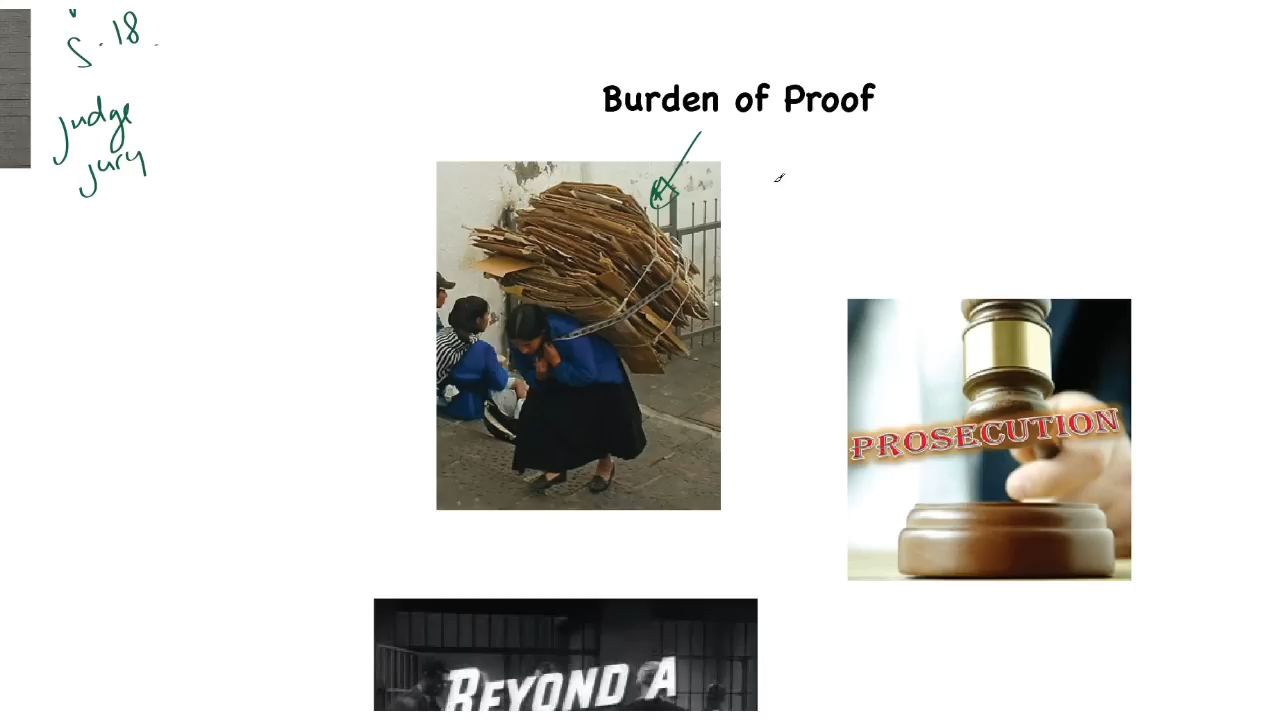 S. 18.
judge
jury
Burden of Proof
PROSECUTION
BEYOND A